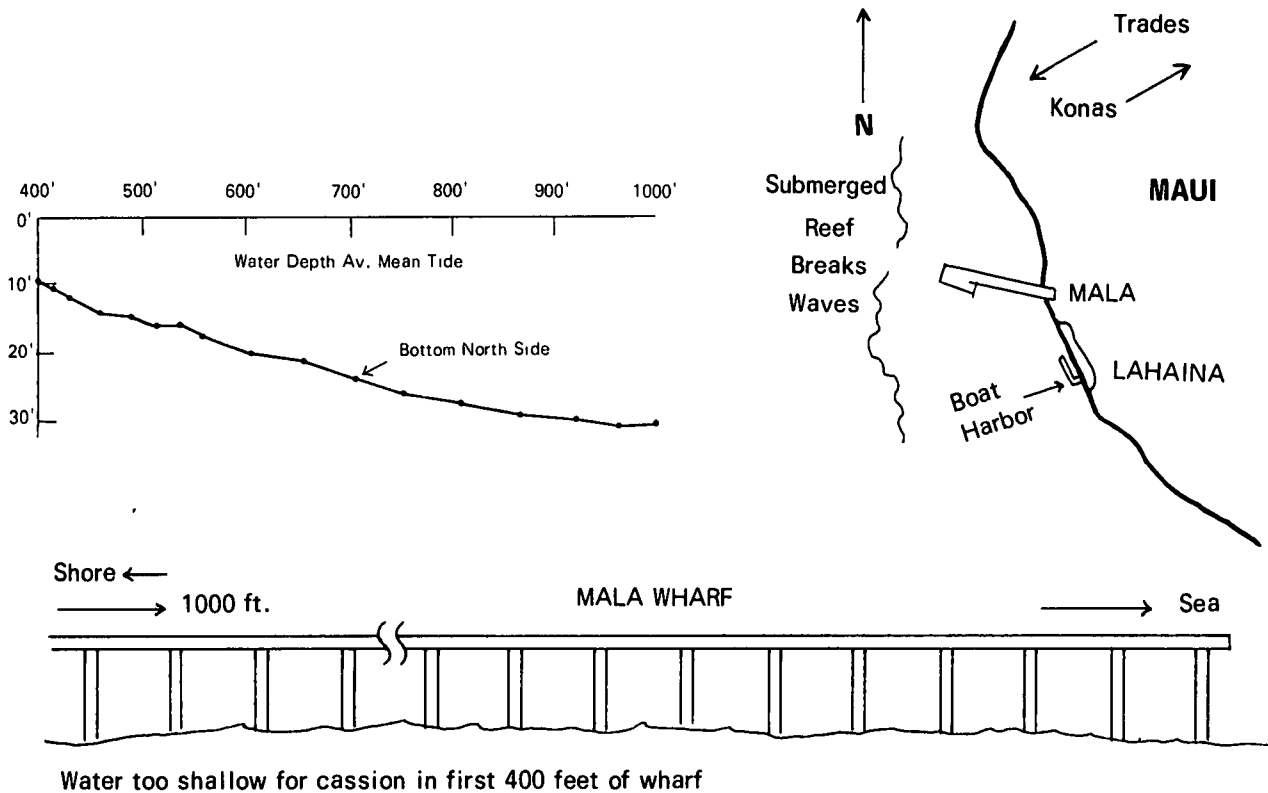 400' 500' 600' 700' 800' 900' 1000'
0'
Water Depth Av. Mean Tide
10'
Bottom North Side
20'
30'
N
Trades
Konas
Submerged
Reef
Breaks
Waves
MAUI
MALA
LAHAINA
Boat
Harbor
Shore
1000 ft.
MALA WHARF
Sea
Water too shallow for cassion in first 400 feet of wharf